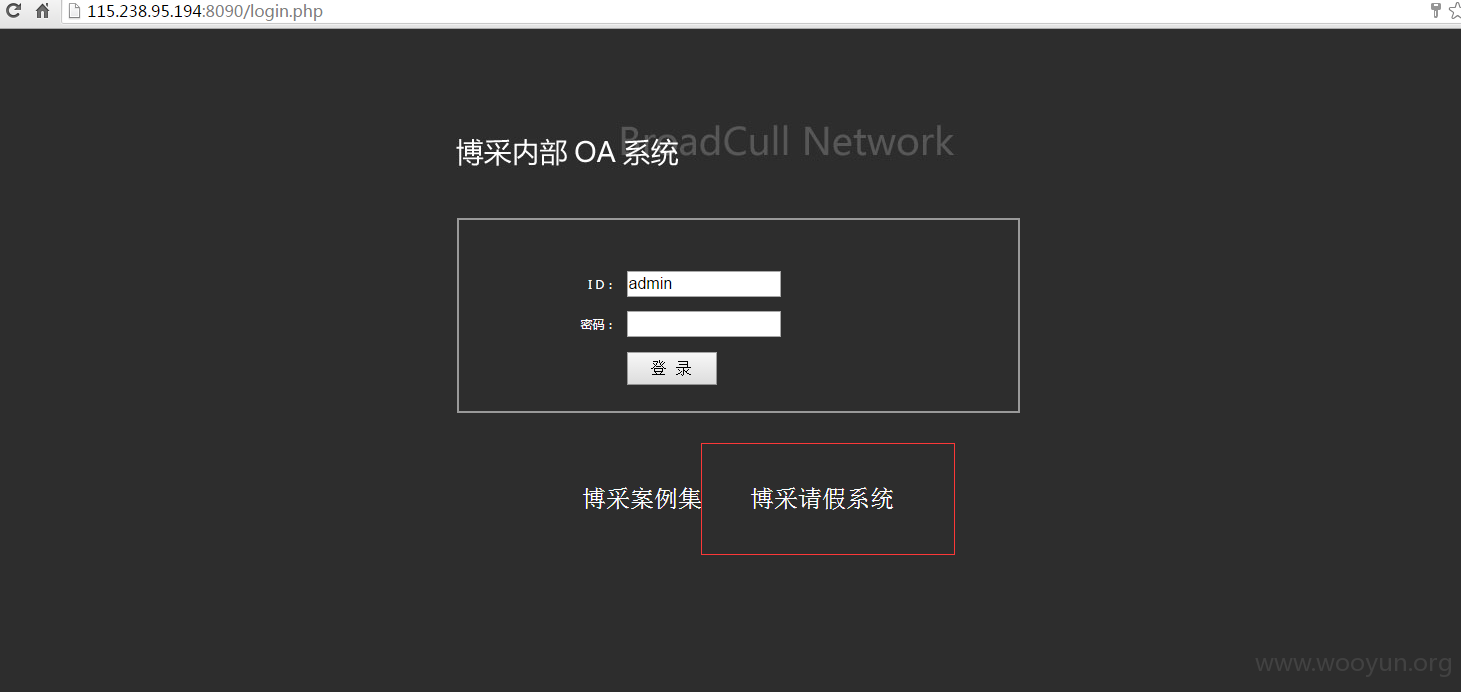 115.238.95.194:8090/login.php
BroadCull Network
博采内部 OA 系统
I D： admin
密码：
登 录
博采案例集 博采请假系统
www.wooyun.org